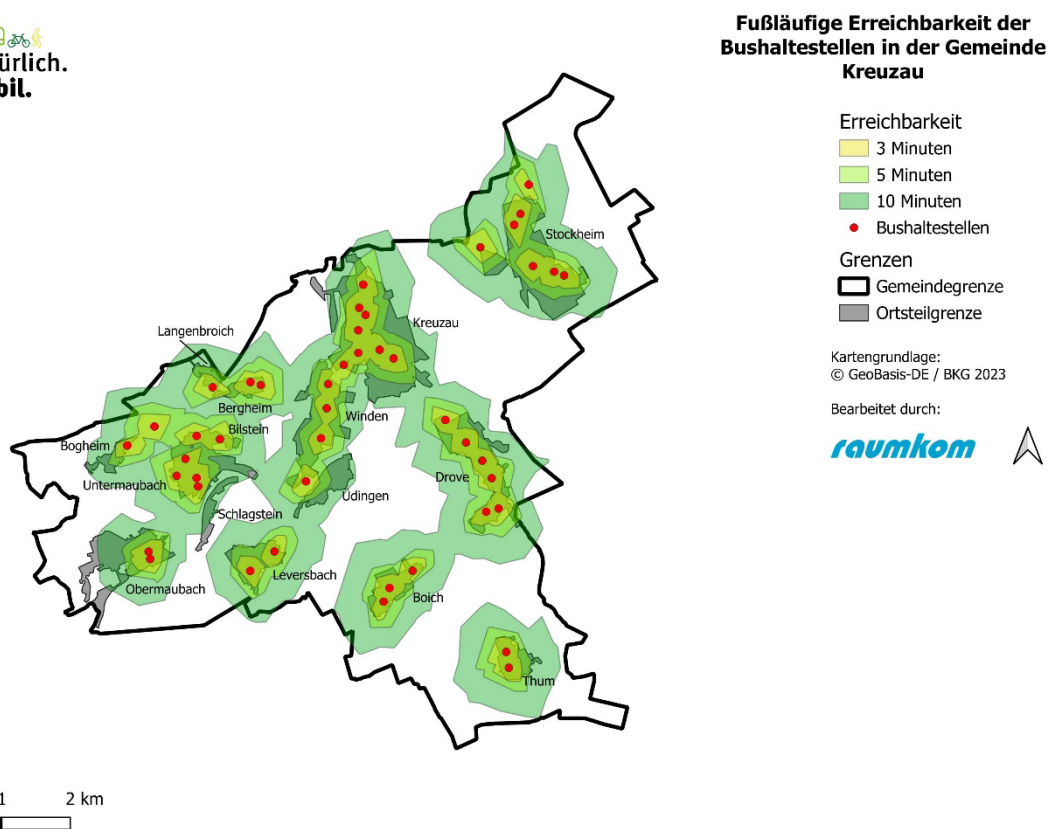 ürlich.
bil.
Fußläufige Erreichbarkeit der
Bushaltestellen in der Gemeinde
Kreuzau
Erreichbarkeit
3 Minuten
5 Minuten
10 Minuten
Bushaltestellen
Grenzen
Gemeindegrenze
Ortsteilgrenze
Kartengrundlage:
© GeoBasis-DE / BKG 2023
Bearbeitet durch:
raumkom
Stockheim
Kreuzau
Langenbroich
Bergheim
Winden
Bilstein
Bogheim
Untermaubach
Drove
Üdingen
Schlagstein
Leversbach
Obermaubach
Boich
Thum
1 2 km